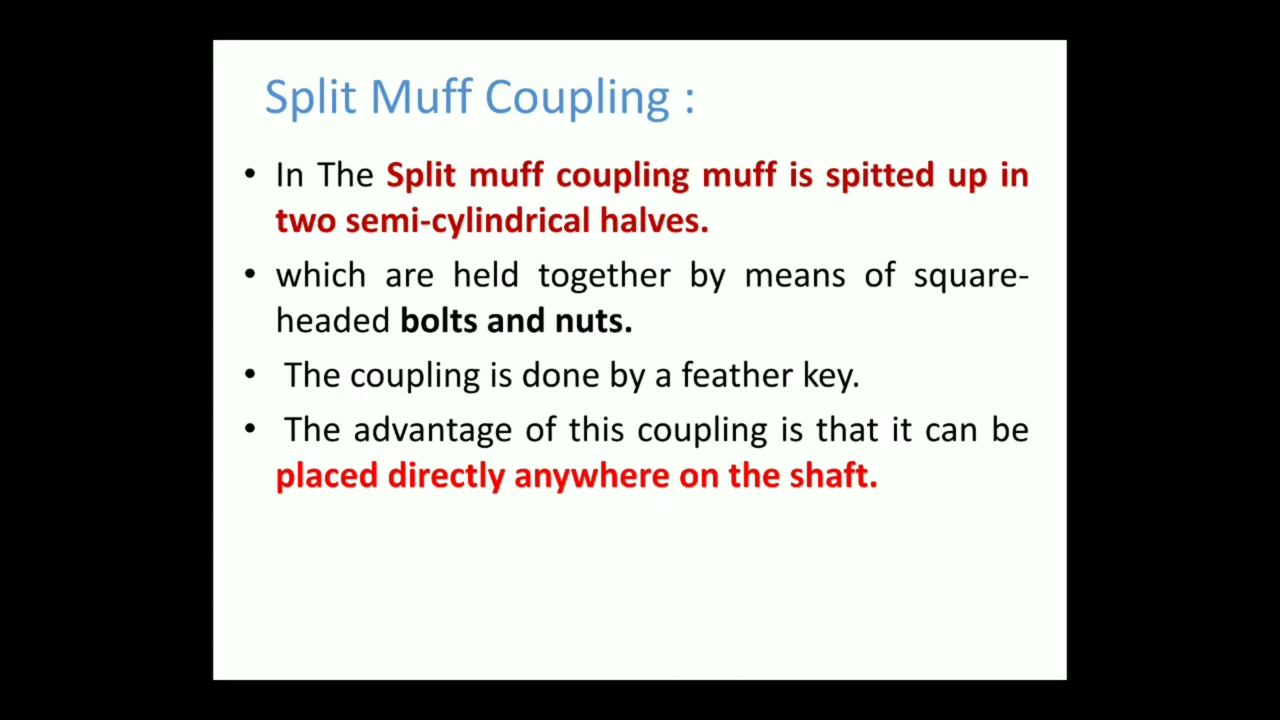 Split Muff Coupling :
• In The Split muff coupling muff is spitted up in
two semi-cylindrical halves.
• which are held together by means of square-
headed bolts and nuts.
• The coupling is done by a feather key.
• The advantage of this coupling is that it can be
placed directly anywhere on the shaft.